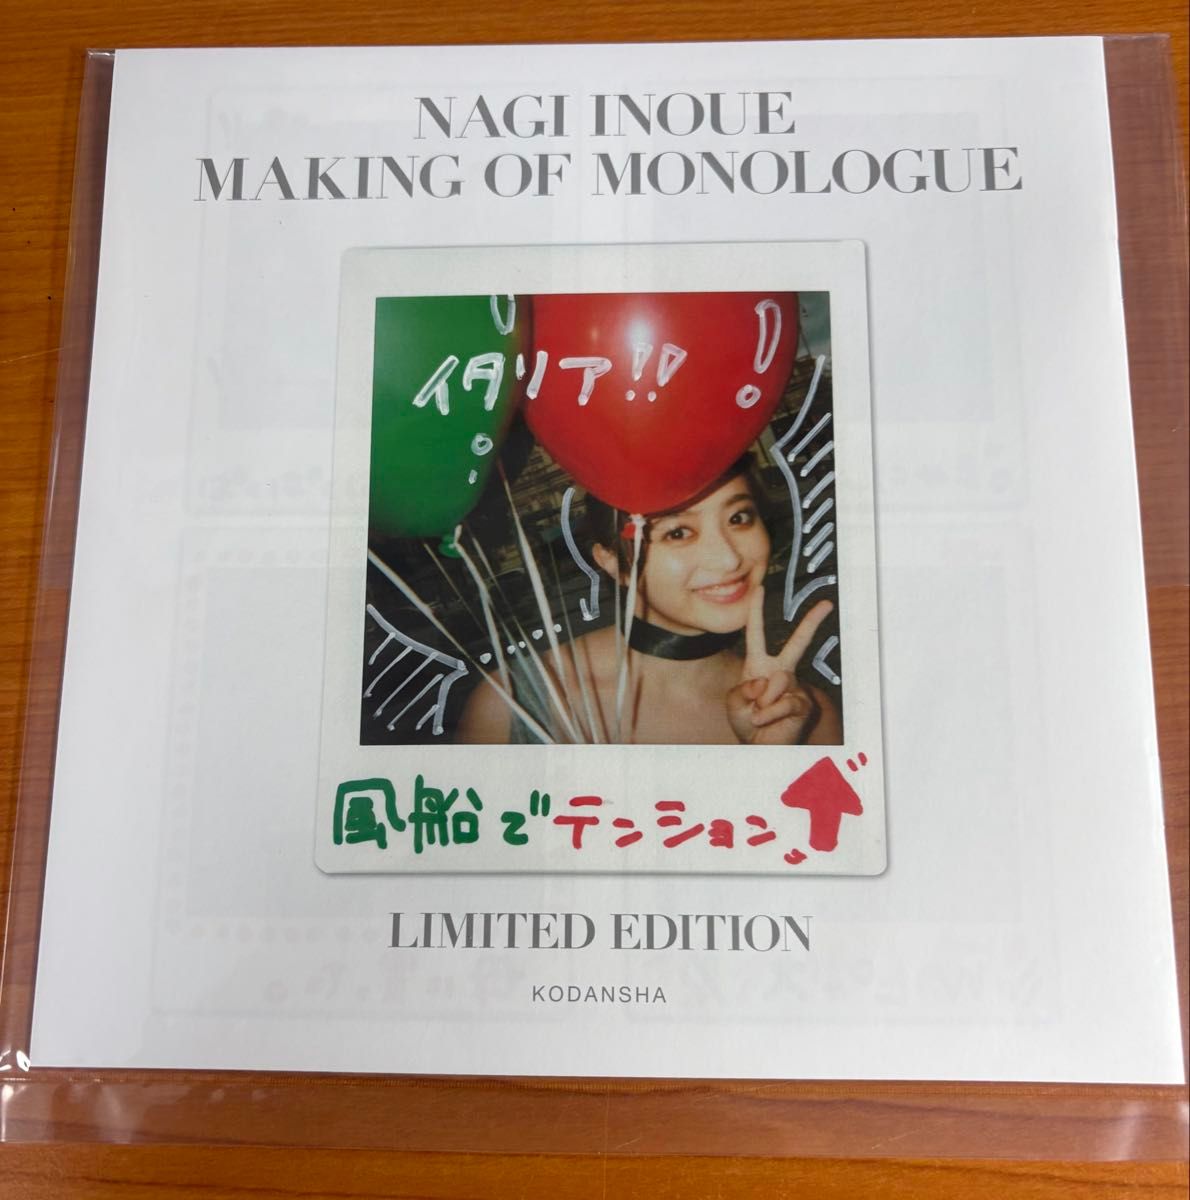 NAGI INOUE
MAKING OF MONOLOGUE
イタリア!!
!
風船でテンション
LIMITED EDITION
KODANSHA